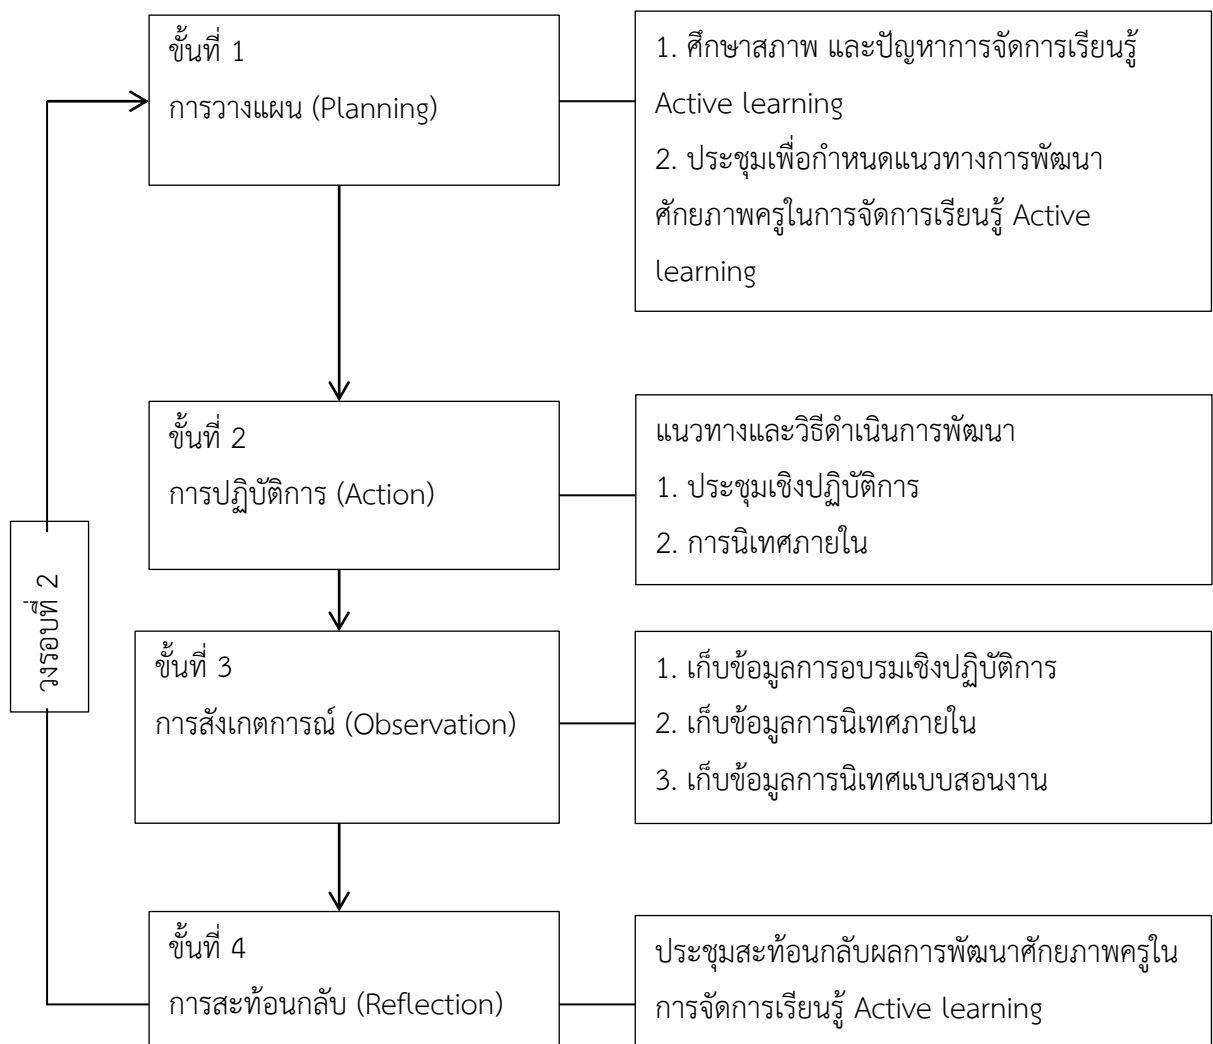 ขั้นที่ 1
การวางแผน (Planning)
1. ศึกษาสภาพ และปัญหาการจัดการเรียนรู้
Active learning
2. ประชุมเพื่อกำหนดแนวทางการพัฒนา
ศักยภาพครูในการจัดการเรียนรู้ Active
learning
ขั้นที่ 2
การปฏิบัติการ (Action)
แนวทางและวิธีดำเนินการพัฒนา
1. ประชุมเชิงปฏิบัติการ
2. การนิเทศภายใน
วงรอบที่ 2
ขั้นที่ 3
การสังเกตการณ์ (Observation)
1. เก็บข้อมูลการอบรมเชิงปฏิบัติการ
2. เก็บข้อมูลการนิเทศภายใน
3. เก็บข้อมูลการนิเทศแบบสอนงาน
ขั้นที่ 4
การสะท้อนกลับ (Reflection)
ประชุมสะท้อนกลับผลการพัฒนาศักยภาพครูใน
การจัดการเรียนรู้ Active learning